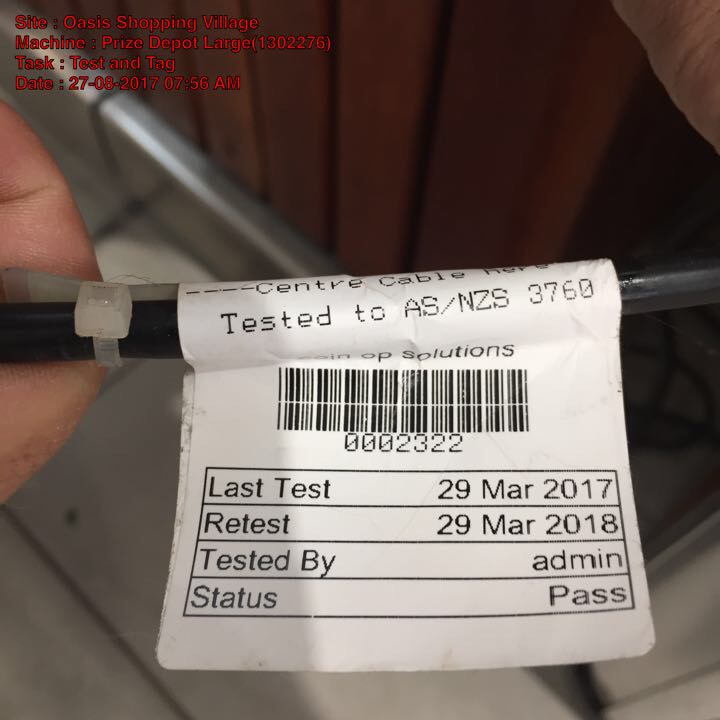 Site : Oasis Shopping Village
Machine : Prize Depot Large(1302276)
Task : Test and Tag
Date : 27-08-2017 07:56 AM
----Centre Cable Here
Tested to AS/NZS 3760
op Solutions
0002322
Last Test 29 Mar 2017
Retest 29 Mar 2018
Tested By admin
Status Pass